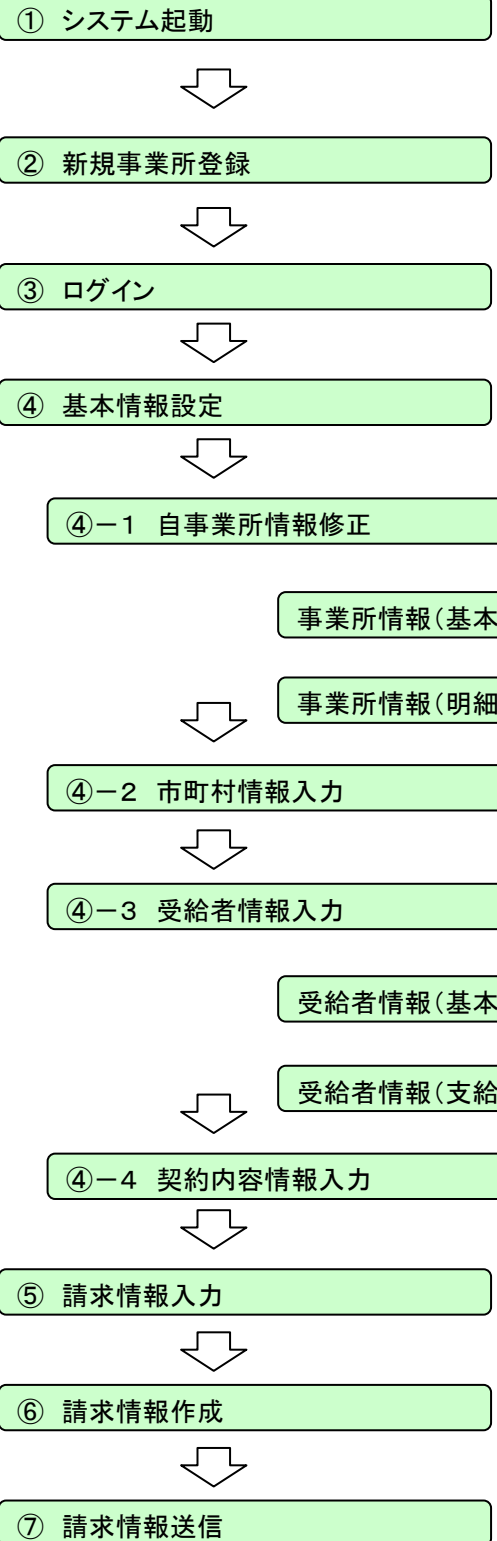 ① システム起動
② 新規事業所登録
③ ログイン
④ 基本情報設定
④－１ 自事業所情報修正
事業所情報（基本
事業所情報（明細
④－２ 市町村情報入力
④－３ 受給者情報入力
受給者情報（基本
受給者情報（支給
④－４ 契約内容情報入力
⑤ 請求情報入力
⑥ 請求情報作成
⑦ 請求情報送信